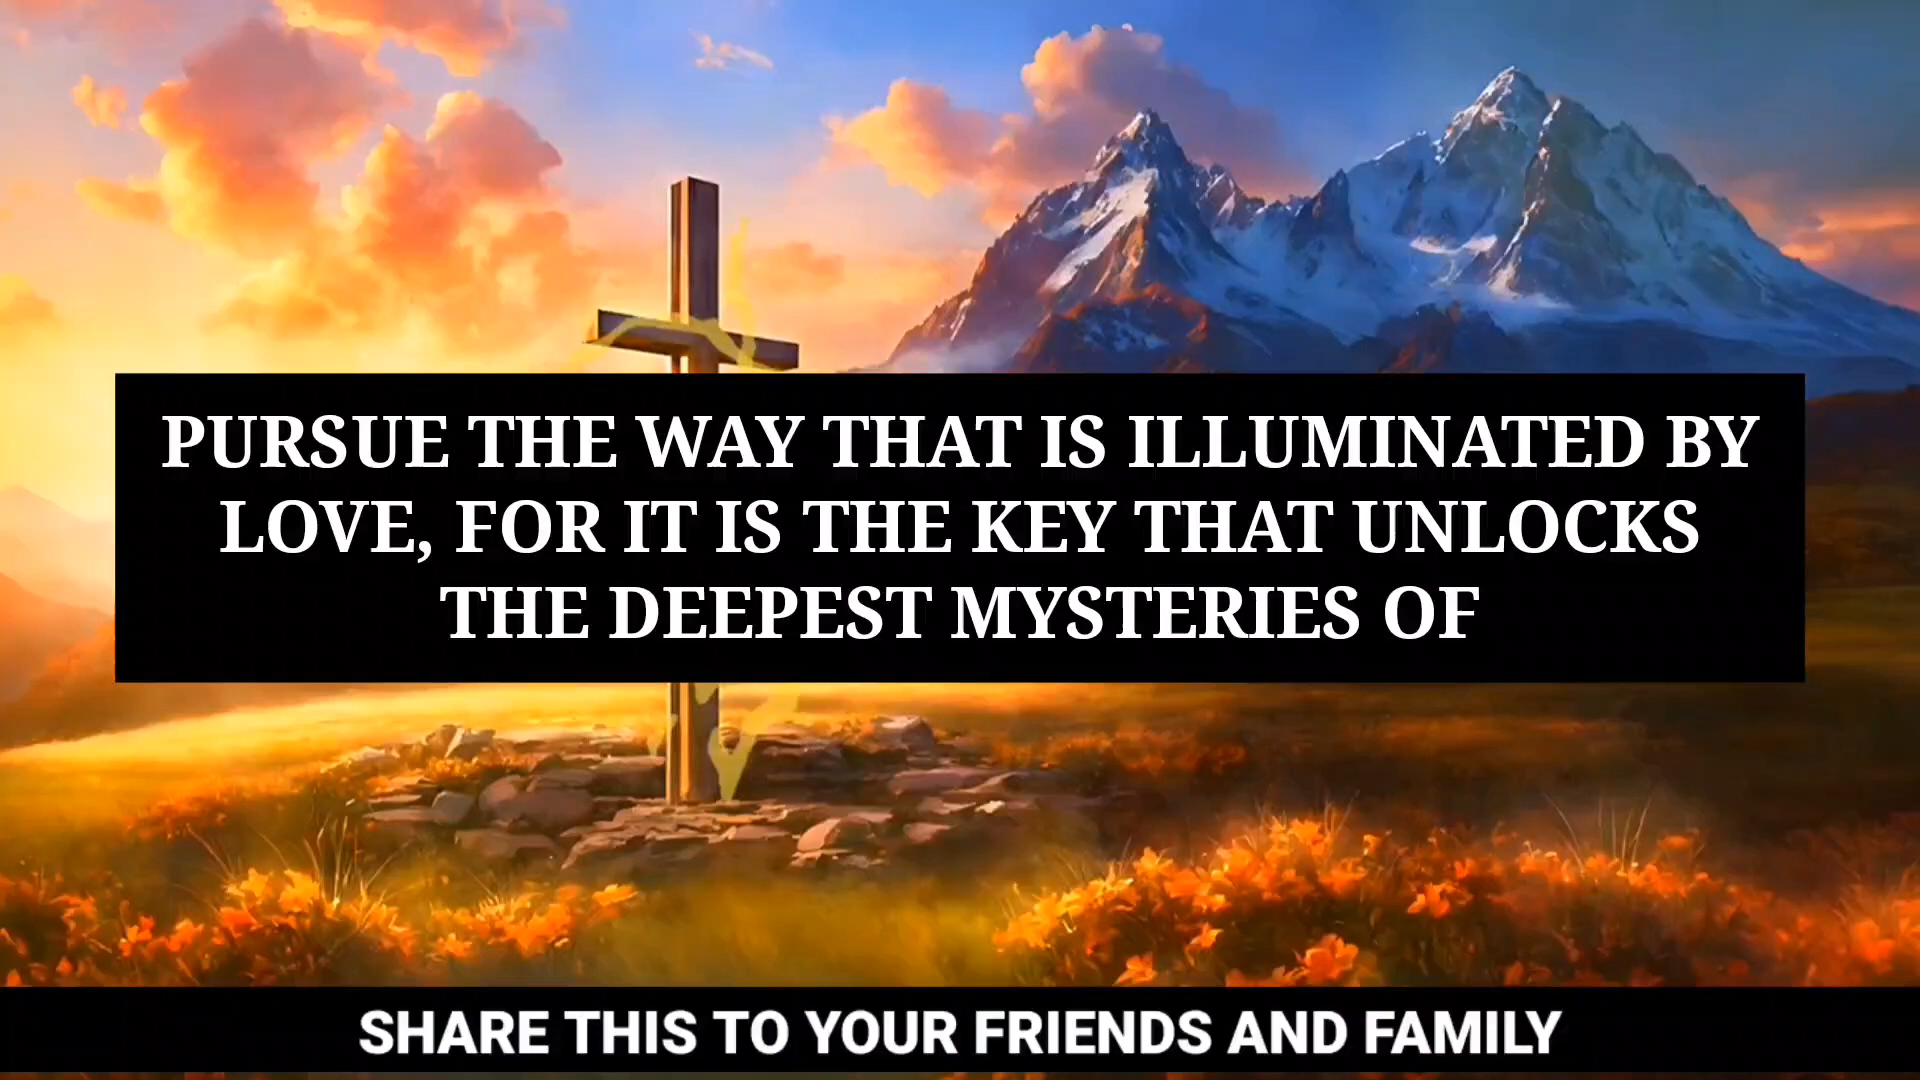 PURSUE THE WAY THAT IS ILLUMINATED BY
LOVE, FOR IT IS THE KEY THAT UNLOCKS
THE DEEPEST MYSTERIES OF
SHARE THIS TO YOUR FRIENDS AND FAMILY